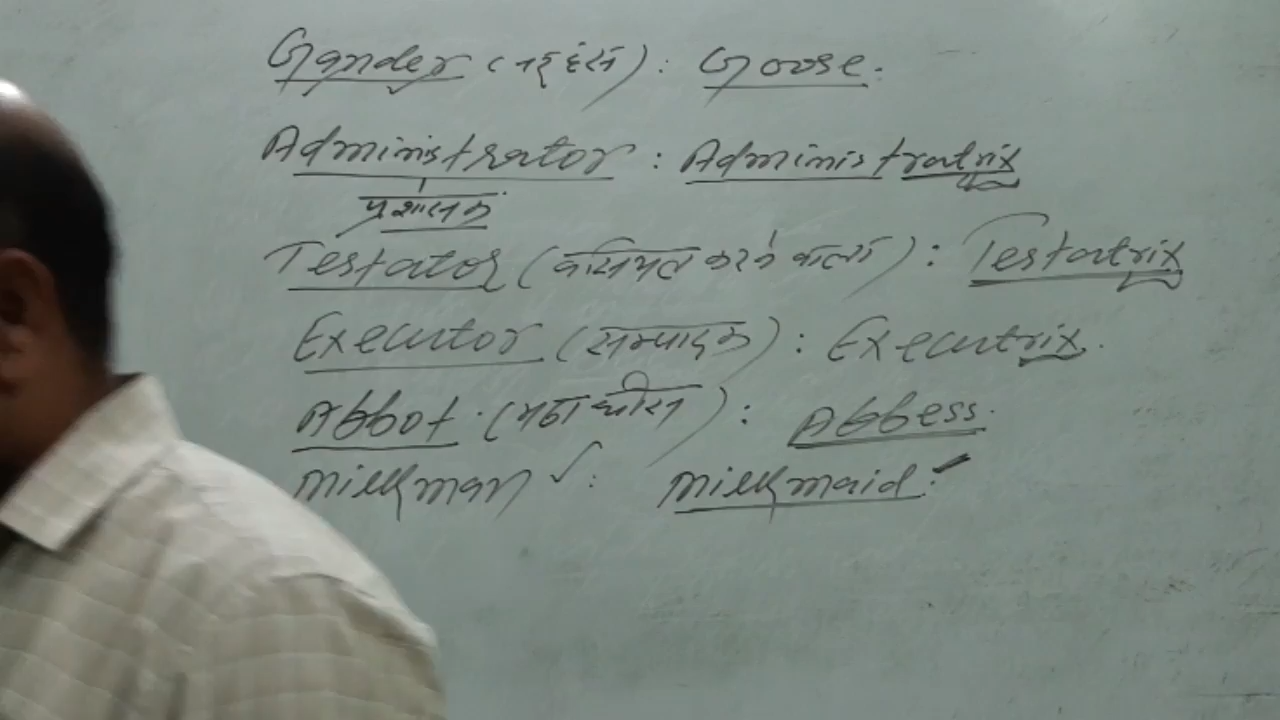 Gander (नर हंस) : Goose.
Administrator : Administratrix
प्रशासक
Testator (वसियत करने वाला) : Testatrix
Executor (सम्पादक) : Executrix.
Abbot (मठाधीश) : Abbess.
Milkman ✓ : Milkmaid.